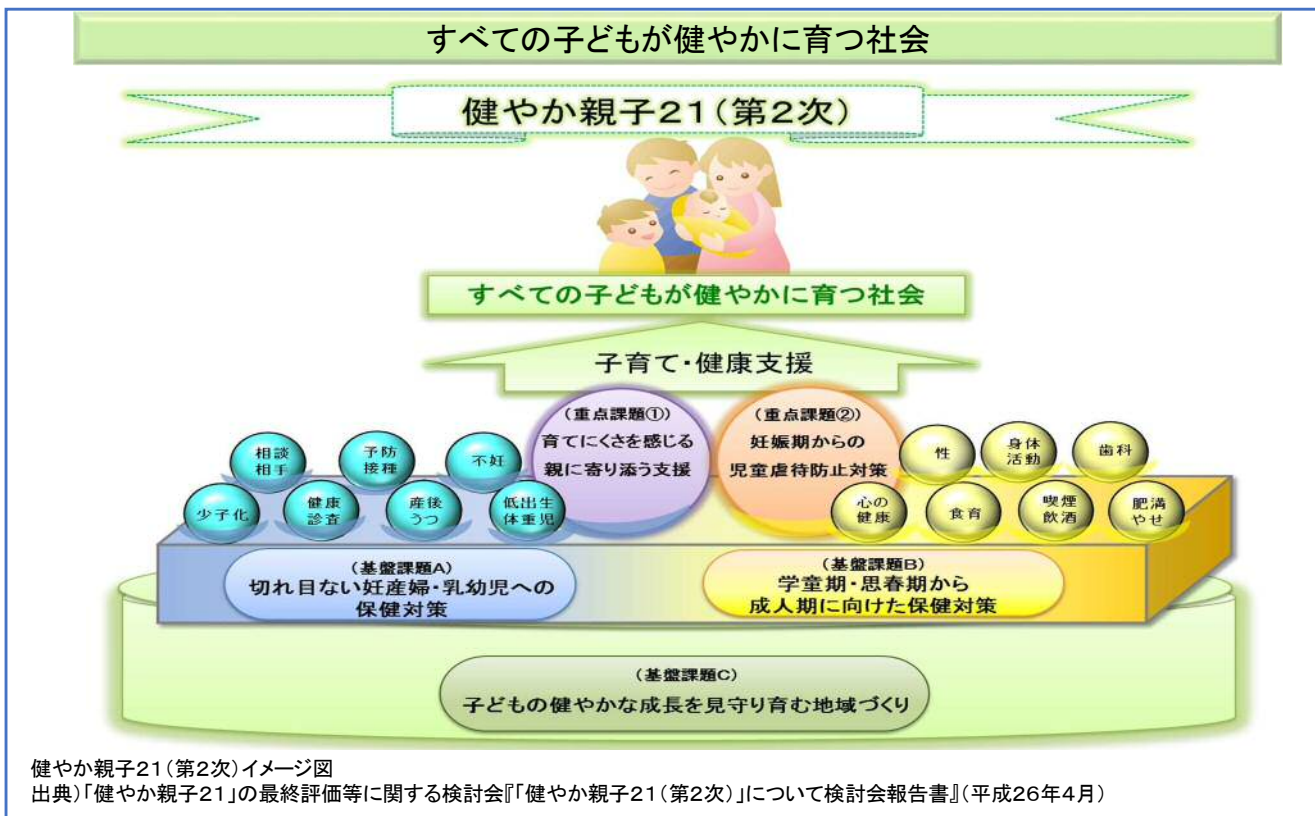 すべての子どもが健やかに育つ社会
健やか親子21(第2次)
すべての子どもが健やかに育つ社会
子育て・健康支援
(重点課題①)
育てにくさを感じる
親に寄り添う支援
(重点課題②)
妊娠期からの
児童虐待防止対策
相談
相手
予防
接種
不妊
少子化
健康
診査
産後
うつ
低出生
体重児
性
身体
活動
歯科
心の
健康
食育
喫煙
飲酒
肥満
やせ
(基盤課題A)
切れ目ない妊産婦・乳幼児への
保健対策
(基盤課題B)
学童期・思春期から
成人期に向けた保健対策
(基盤課題C)
子どもの健やかな成長を見守り育む地域づくり
健やか親子21(第2次)イメージ図
出典)「健やか親子21」の最終評価等に関する検討会『「健やか親子21(第2次)」について検討会報告書』(平成26年4月)